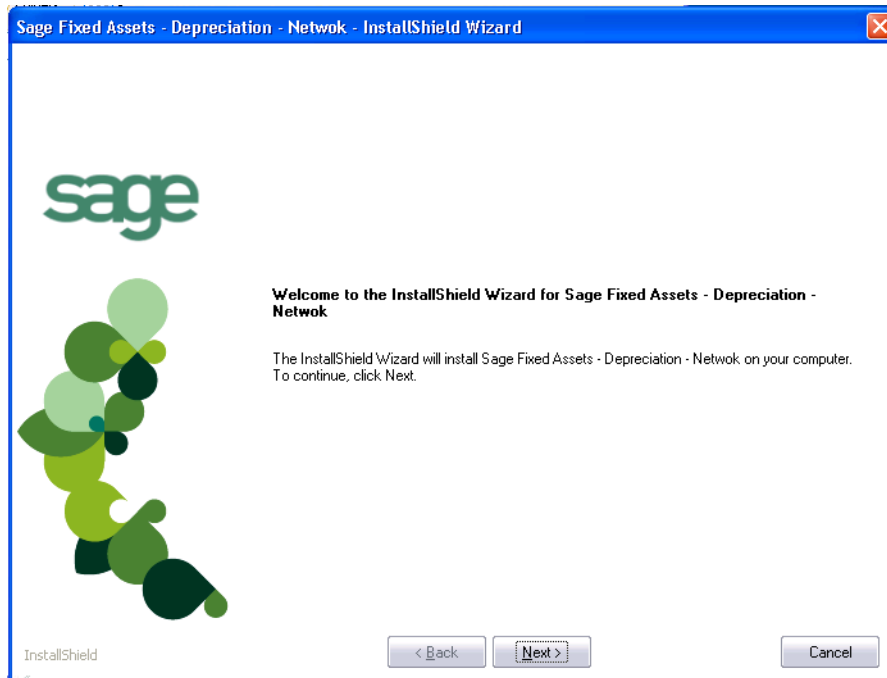 Sage Fixed Assets - Depreciation - Netwok - InstallShield Wizard
sage
Welcome to the InstallShield Wizard for Sage Fixed Assets - Depreciation -
Netwok
The InstallShield Wizard will install Sage Fixed Assets - Depreciation - Netwok on your computer.
To continue, click Next.
InstallShield
< Back
Next >
Cancel